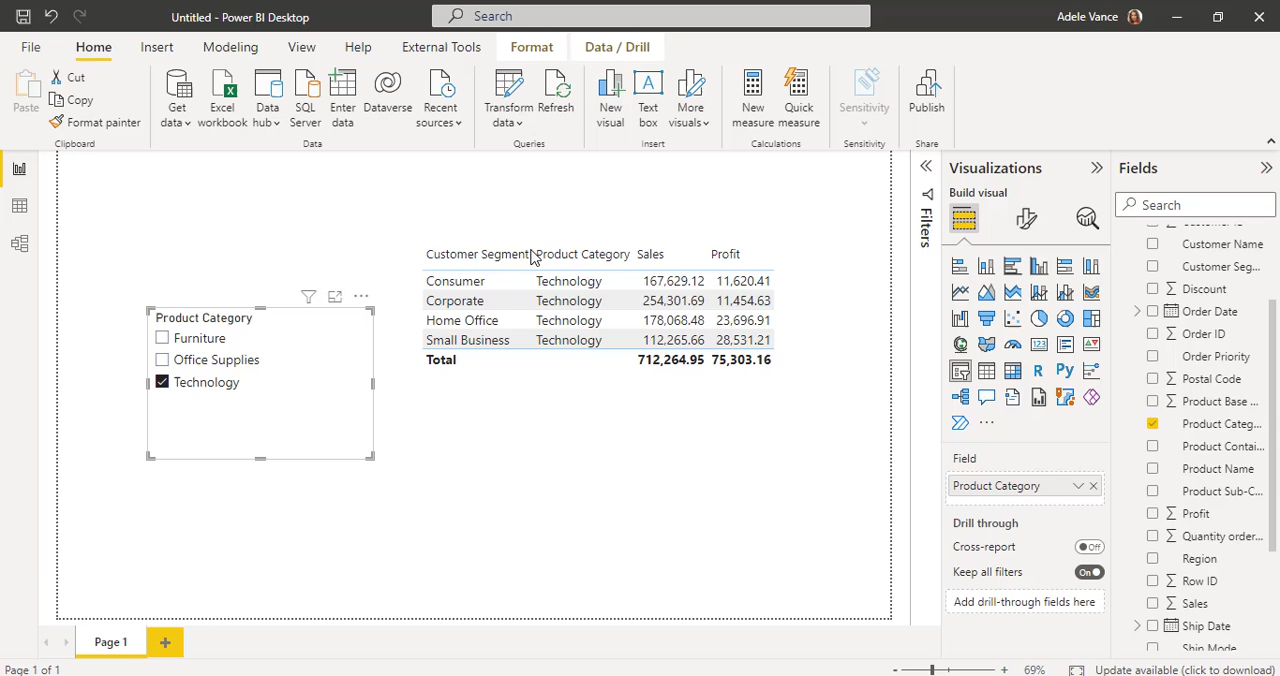 Untitled - Power BI Desktop
Search
Adele Vance
File
Home
Insert
Modeling
View
Help
External Tools
Format
Data / Drill
Paste
Cut
Copy
Format painter
Clipboard
Get data
Excel workbook
Data hub
SQL Server
Enter data
Dataverse
Recent sources
Data
Transform data
Refresh
Queries
New visual
Text box
More visuals
Insert
New measure
Quick measure
Calculations
Sensitivity
Sensitivity
Publish
Share
Product Category
Furniture
Office Supplies
Technology
Customer Segment Product Category Sales Profit
Consumer Technology 167,629.12 11,620.41
Corporate Technology 254,301.69 11,454.63
Home Office Technology 178,068.48 23,696.91
Small Business Technology 112,265.66 28,531.21
Total 712,264.95 75,303.16
Filters
Visualizations
Build visual
123
R
Py
Field
Product Category
Drill through
Cross-report
Off
Keep all filters
On
Add drill-through fields here
Fields
Search
Customer Name
Customer Seg...
Discount
Order Date
Order ID
Order Priority
Postal Code
Product Base ...
Product Categ...
Product Contai...
Product Name
Product Sub-C...
Profit
Quantity order...
Region
Row ID
Sales
Ship Date
Ship Mode
Page 1
Page 1 of 1
- + 69%
Update available (click to download)